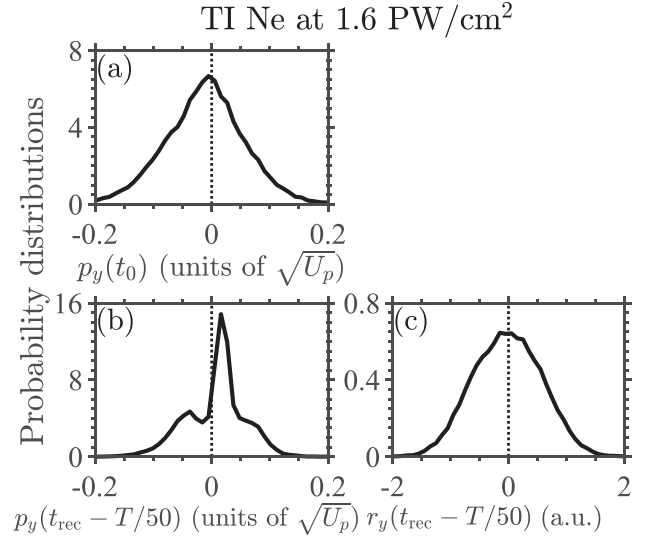 TI Ne at 1.6 PW/cm²
Probability distributions
(a)
8
4
0
-0.2 0 0.2
p_y(t_0) (units of √U_p)
(b)
16
8
0
-0.2 0 0.2
p_y(t_rec − T/50) (units of √U_p)
(c)
0.8
0.4
0
-2 0 2
r_y(t_rec − T/50) (a.u.)